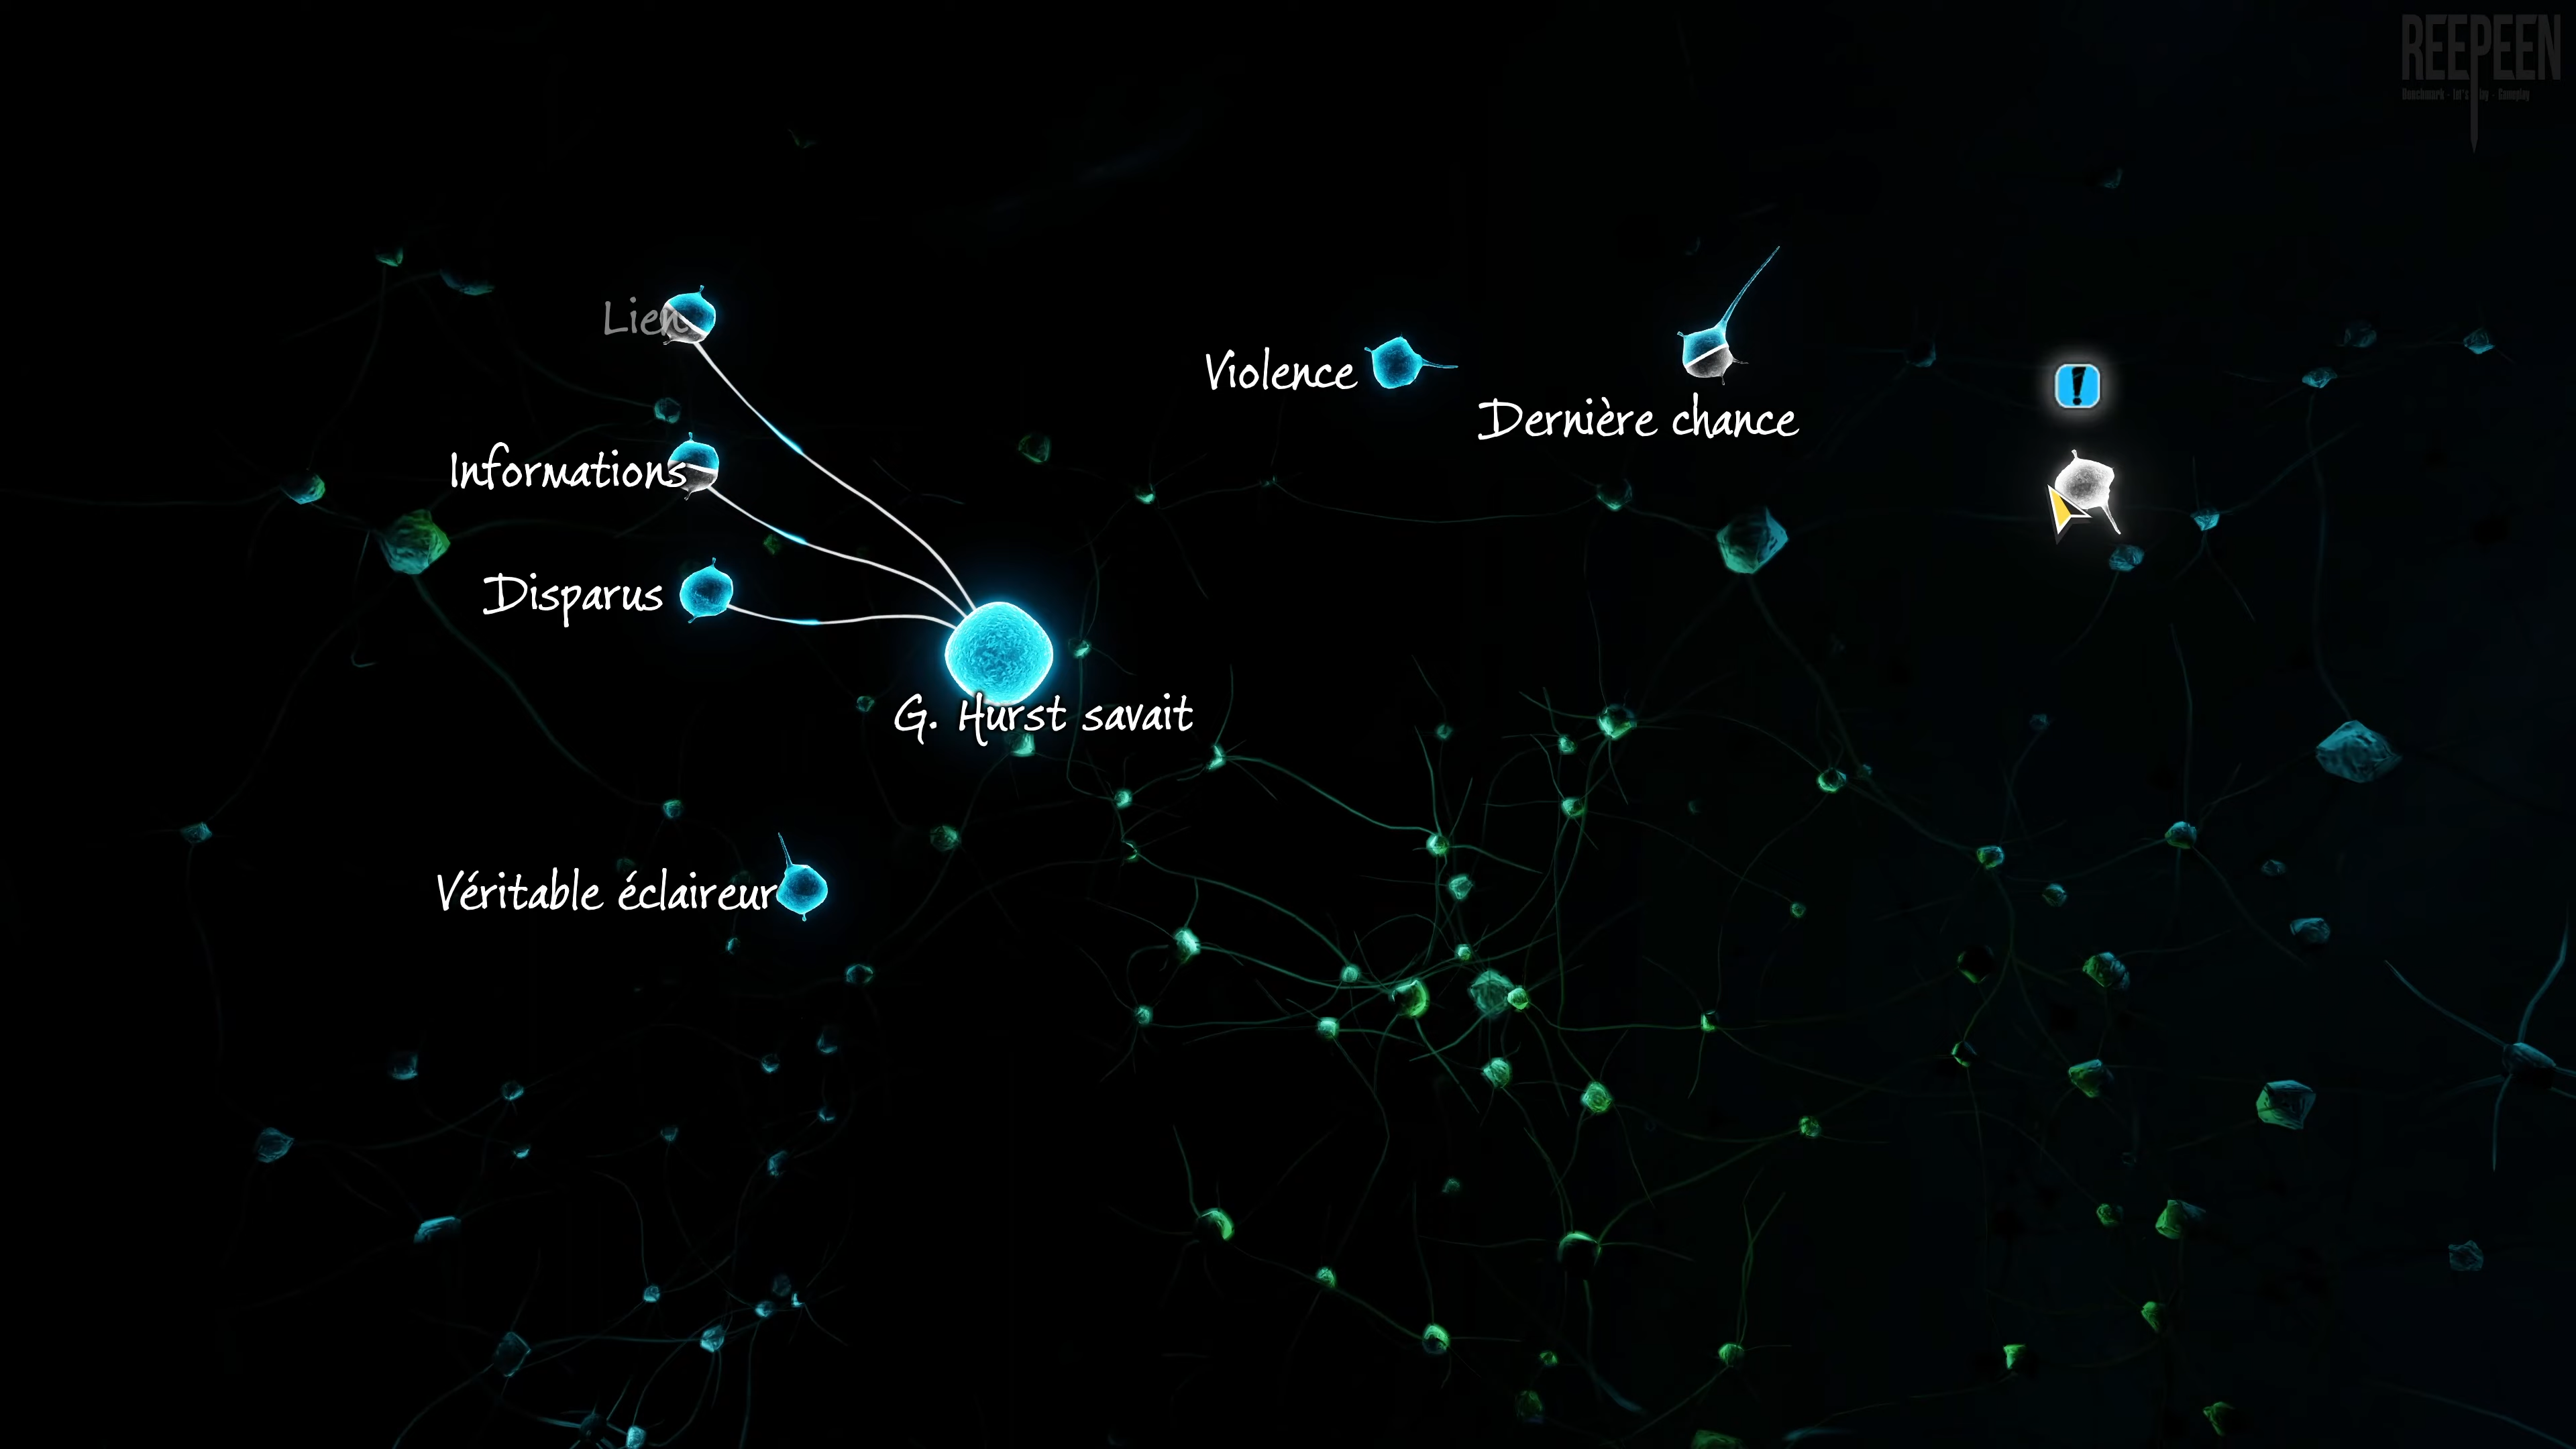 REEPEEN
Lien
Violence
Dernière chance
Informations
Disparus
G. Hurst savait
Véritable éclaireur